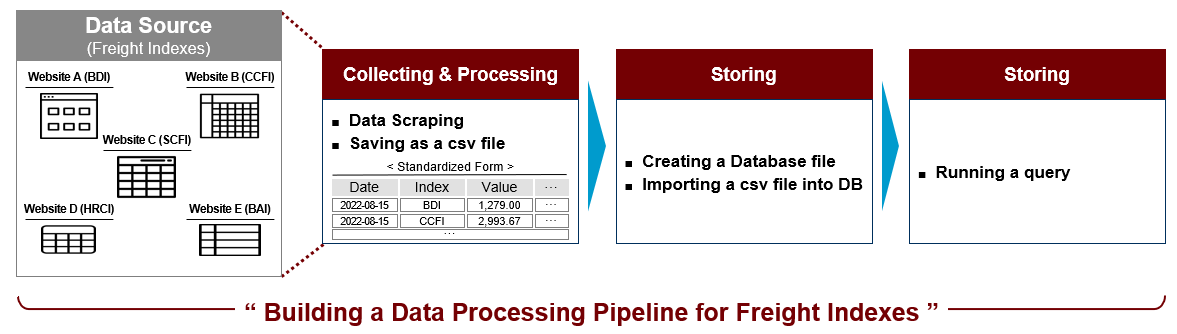 Data Source
(Freight Indexes)
Website A (BDI)
Website B (CCFI)
Website C (SCFI)
Website D (HRCI)
Website E (BAI)
Collecting & Processing
▪ Data Scraping
▪ Saving as a csv file
< Standardized Form >
Date Index Value ...
2022-08-15 BDI 1,279.00 ...
2022-08-15 CCFI 2,993.67 ...
...
Storing
▪ Creating a Database file
▪ Importing a csv file into DB
Storing
▪ Running a query
“ Building a Data Processing Pipeline for Freight Indexes ”